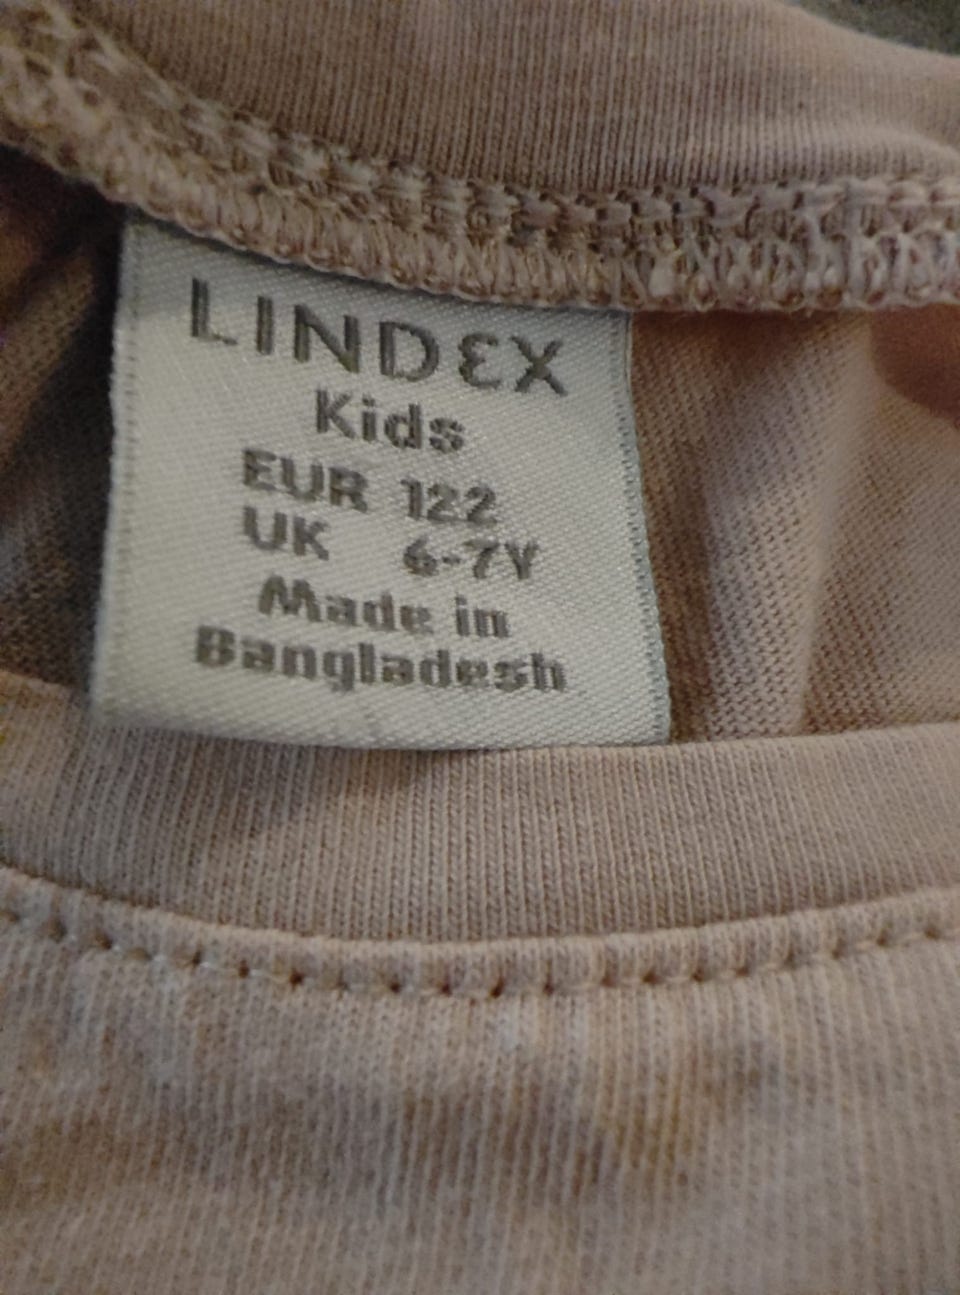 LINDEX
Kids
EUR 122
UK 6-7Y
Made in
Bangladesh